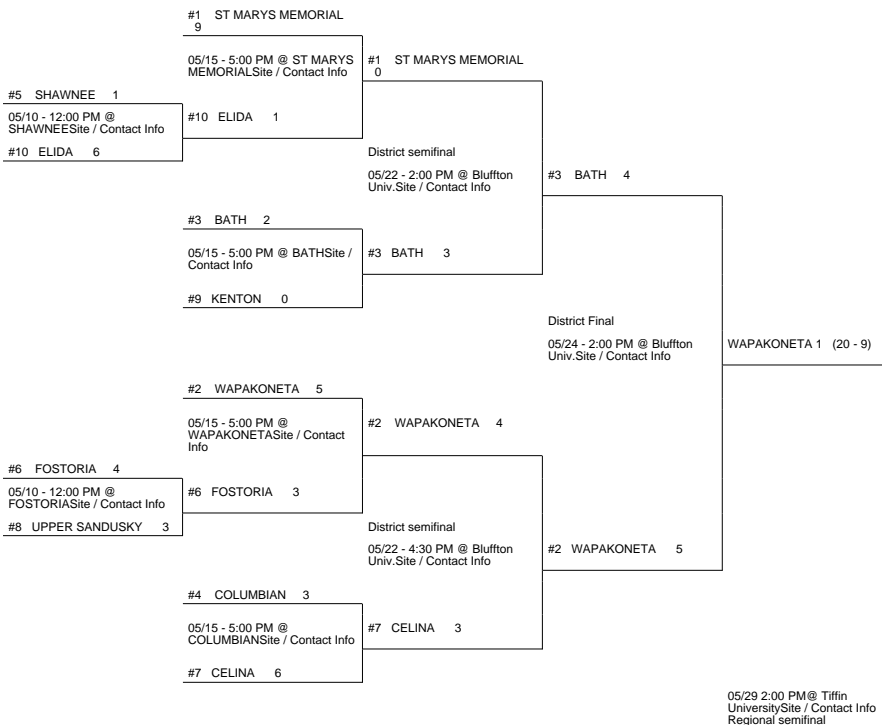 #1 ST MARYS MEMORIAL
9
05/15 - 5:00 PM @ ST MARYS
MEMORIALSite / Contact Info
#1 ST MARYS MEMORIAL
0
#5 SHAWNEE 1
05/10 - 12:00 PM @
SHAWNEESite / Contact Info
#10 ELIDA 1
#10 ELIDA 6
District semifinal
05/22 - 2:00 PM @ Bluffton
Univ.Site / Contact Info
#3 BATH 4
#3 BATH 2
05/15 - 5:00 PM @ BATHSite /
Contact Info
#3 BATH 3
#9 KENTON 0
District Final
05/24 - 2:00 PM @ Bluffton
Univ.Site / Contact Info
WAPAKONETA 1 (20 - 9)
#2 WAPAKONETA 5
05/15 - 5:00 PM @
WAPAKONETASite / Contact
Info
#2 WAPAKONETA 4
#6 FOSTORIA 4
05/10 - 12:00 PM @
FOSTORIASite / Contact Info
#6 FOSTORIA 3
#8 UPPER SANDUSKY 3
District semifinal
05/22 - 4:30 PM @ Bluffton
Univ.Site / Contact Info
#2 WAPAKONETA 5
#4 COLUMBIAN 3
05/15 - 5:00 PM @
COLUMBIANSite / Contact Info
#7 CELINA 3
#7 CELINA 6
05/29 2:00 PM@ Tiffin
UniversitySite / Contact Info
Regional semifinal